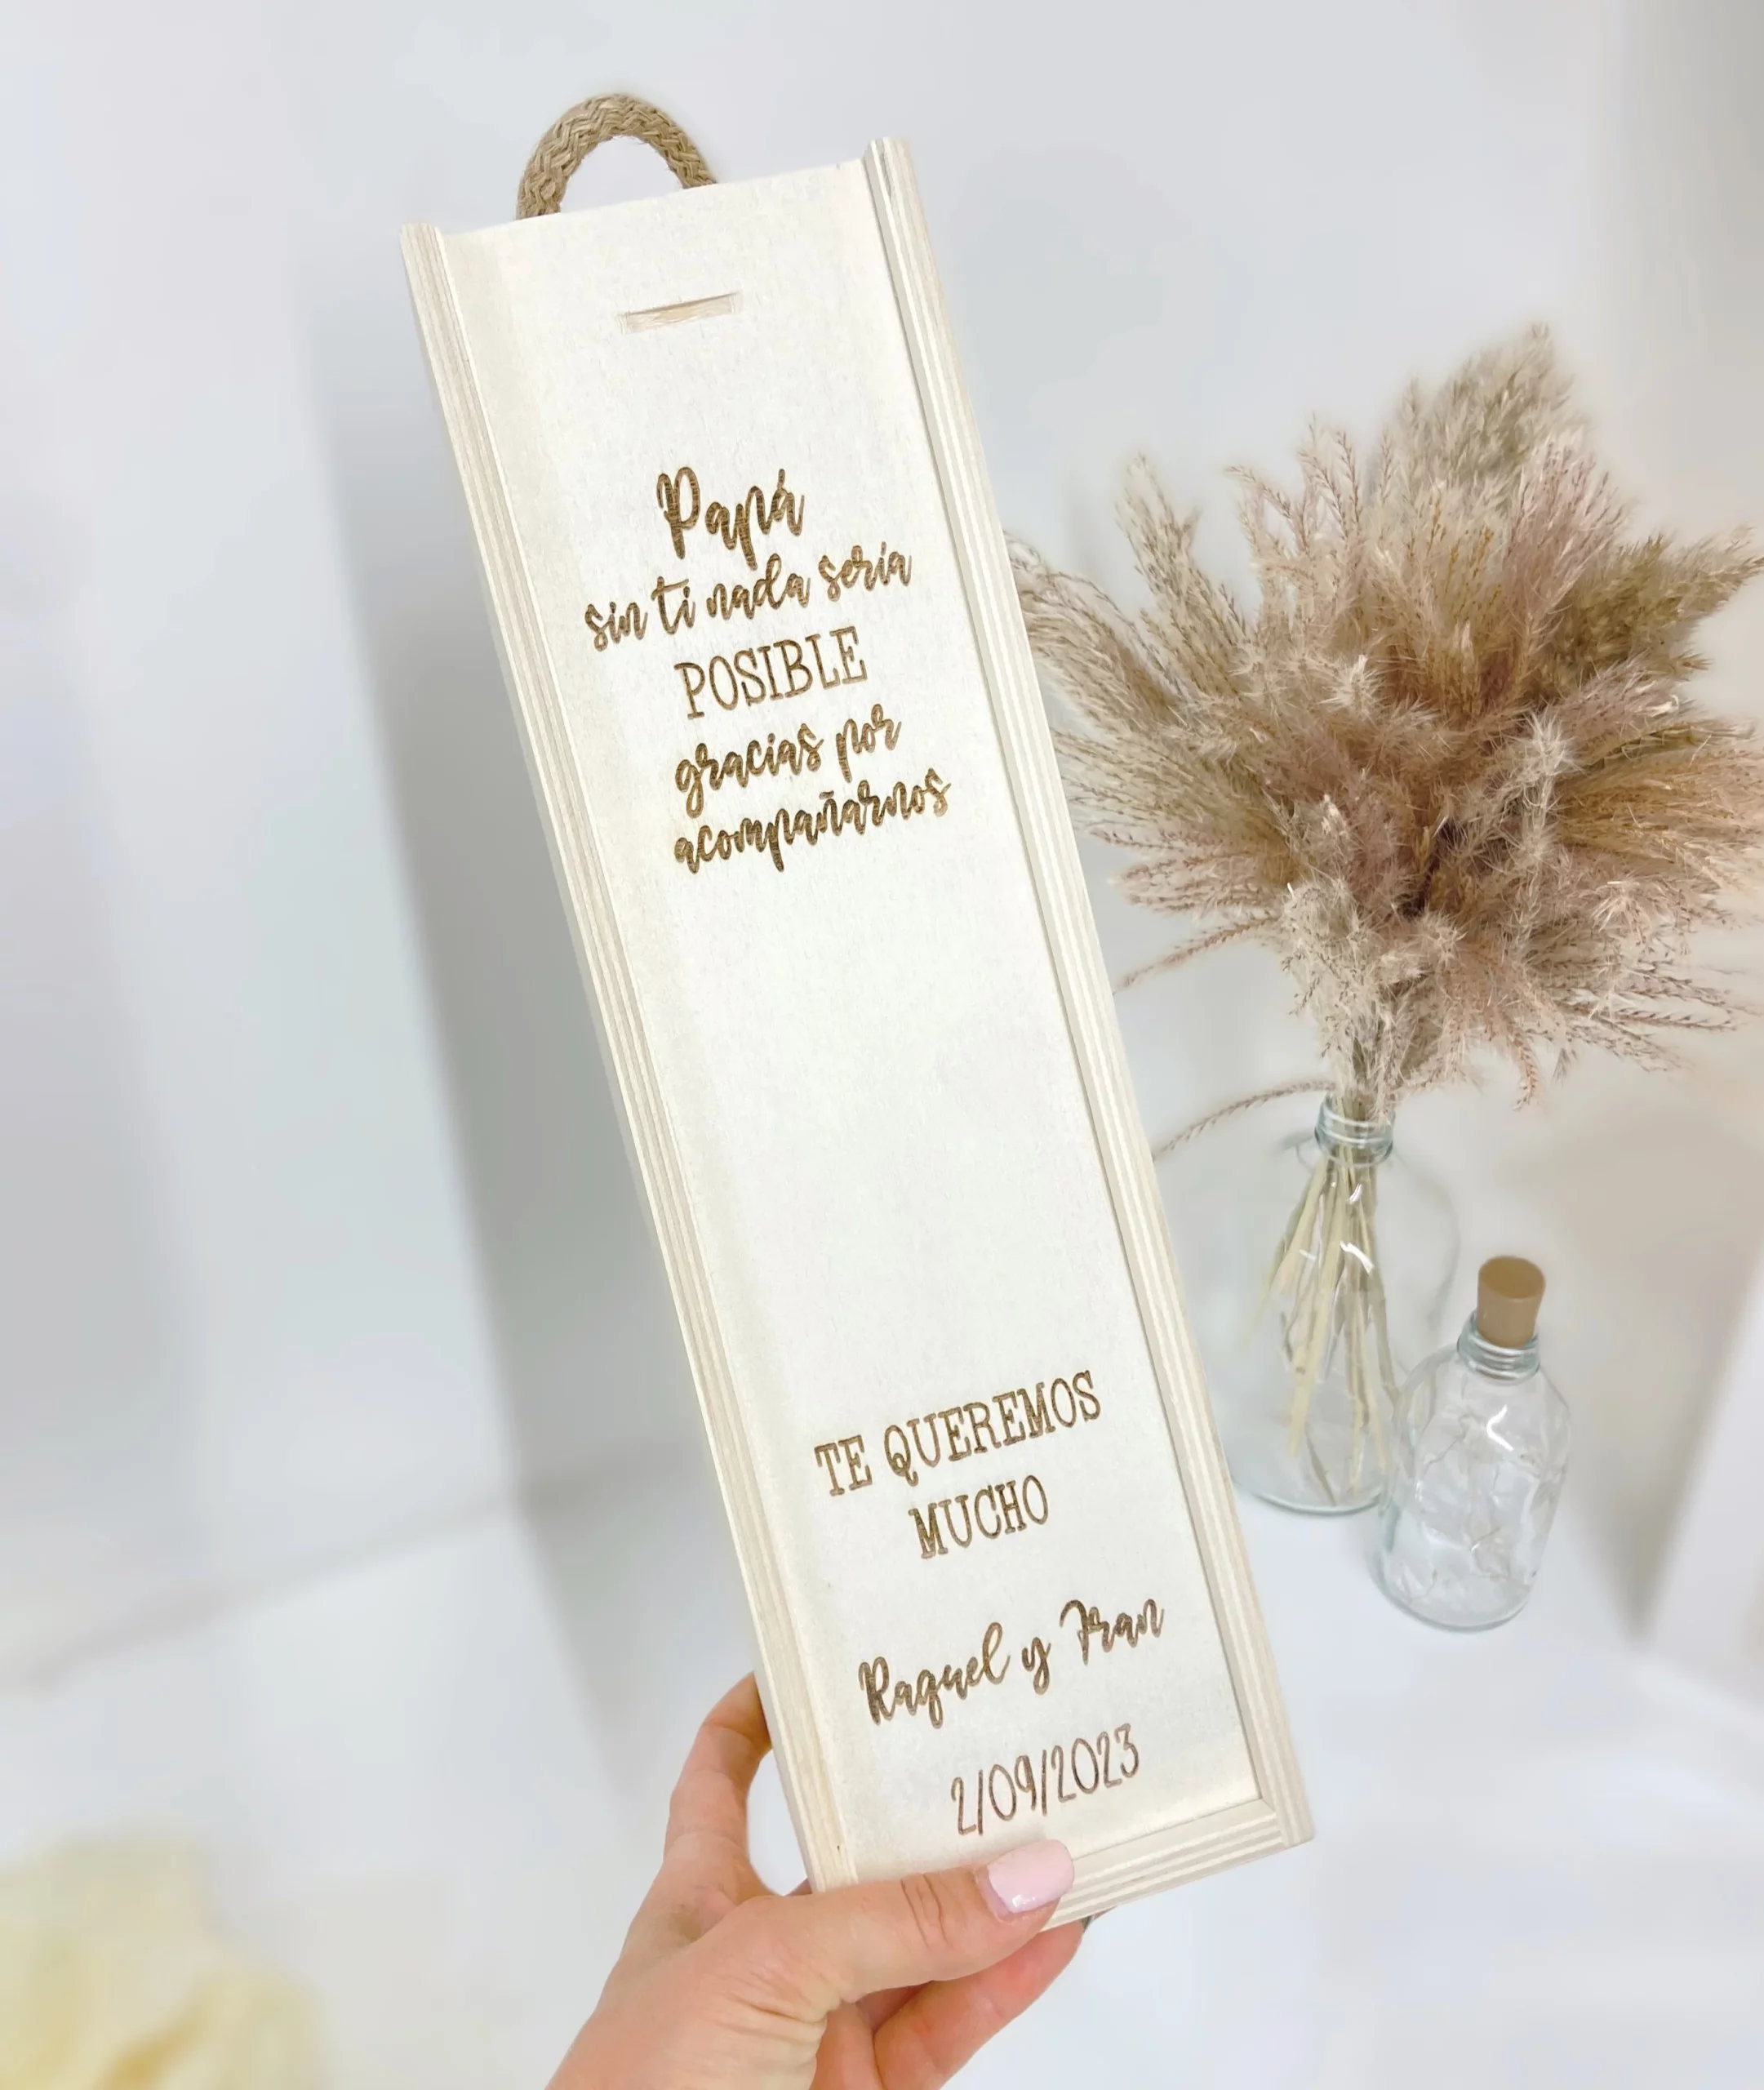 Papá
sin ti nada sería
POSIBLE
gracias por
acompañarnos
TE QUEREMOS
MUCHO
Raquel y Fran
2/09/2023